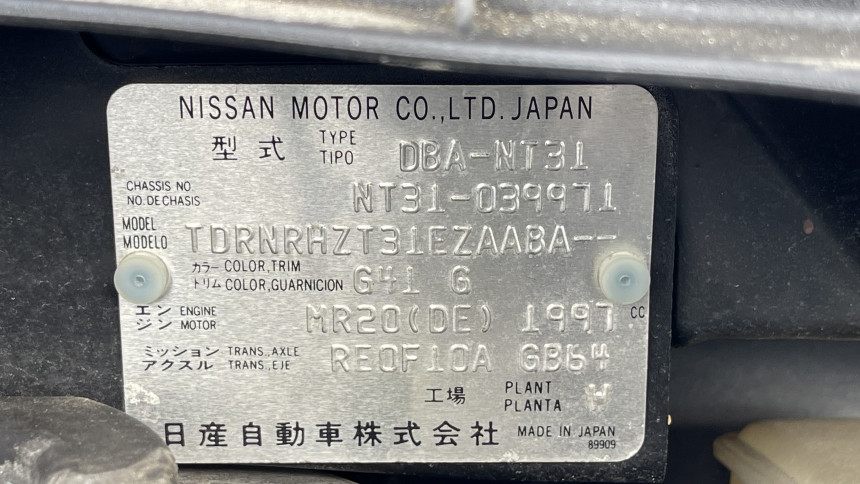 NISSAN MOTOR CO.,LTD. JAPAN
型式 TYPE TIPO DBA-NT31
CHASSIS NO. NO. DE CHASIS NT31-039971
MODEL MODELO TDRNRHZT31EZAABA--
カラー COLOR,TRIM
トリム COLOR,GUARNICION G41 G
エンジン ENGINE MOTOR MR20(DE) 1997 CC
ミッション TRANS.,AXLE
アクスル TRANS.,EJE RE0F10A GB64
工場 PLANT PLANTA W
日産自動車株式会社 MADE IN JAPAN
89909